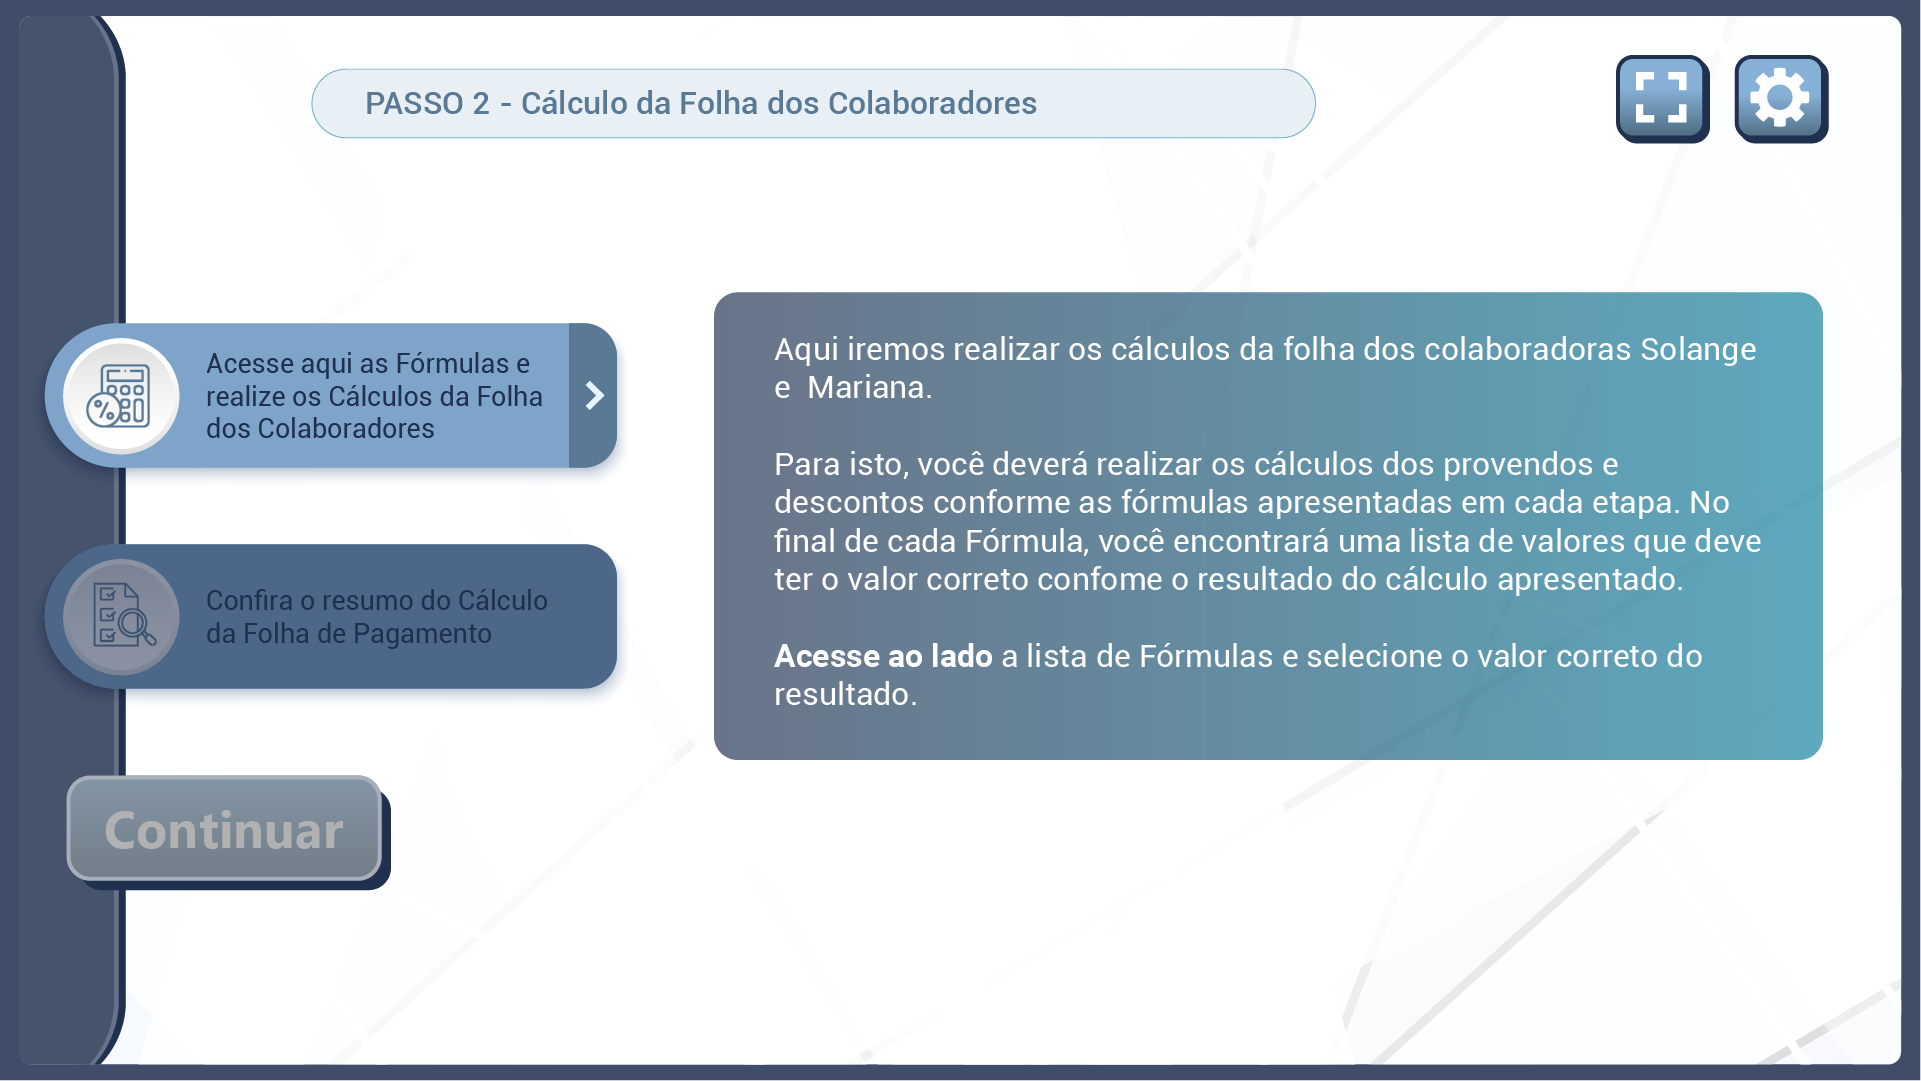 PASSO 2 - Cálculo da Folha dos Colaboradores
Acesse aqui as Fórmulas e
realize os Cálculos da Folha
dos Colaboradores
Confira o resumo do Cálculo
da Folha de Pagamento
Continuar
Aqui iremos realizar os cálculos da folha dos colaboradoras Solange
e  Mariana.
Para isto, você deverá realizar os cálculos dos provendos e
descontos conforme as fórmulas apresentadas em cada etapa. No
final de cada Fórmula, você encontrará uma lista de valores que deve
ter o valor correto confome o resultado do cálculo apresentado.
Acesse ao lado a lista de Fórmulas e selecione o valor correto do
resultado.